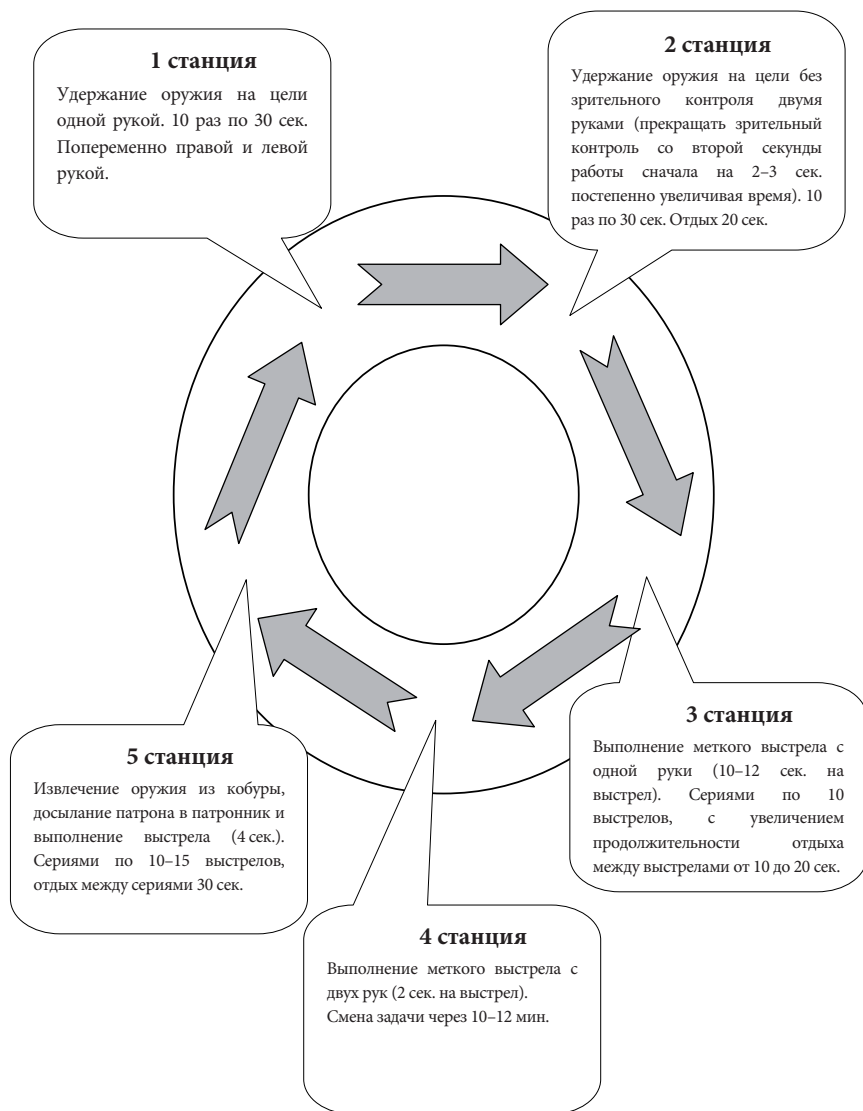 1 станция
Удержание оружия на цели
одной рукой. 10 раз по 30 сек.
Попеременно правой и левой
рукой.
2 станция
Удержание оружия на цели без
зрительного контроля двумя
руками (прекращать зрительный
контроль со второй секунды
работы сначала на 2–3 сек.
постепенно увеличивая время). 10
раз по 30 сек. Отдых 20 сек.
3 станция
Выполнение меткого выстрела с
одной руки (10–12 сек. на
выстрел). Сериями по 10
выстрелов, с увеличением
продолжительности отдыха
между выстрелами от 10 до 20 сек.
4 станция
Выполнение меткого выстрела с
двух рук (2 сек. на выстрел).
Смена задачи через 10–12 мин.
5 станция
Извлечение оружия из кобуры,
досылание патрона в патронник и
выполнение выстрела (4 сек.).
Сериями по 10–15 выстрелов,
отдых между сериями 30 сек.